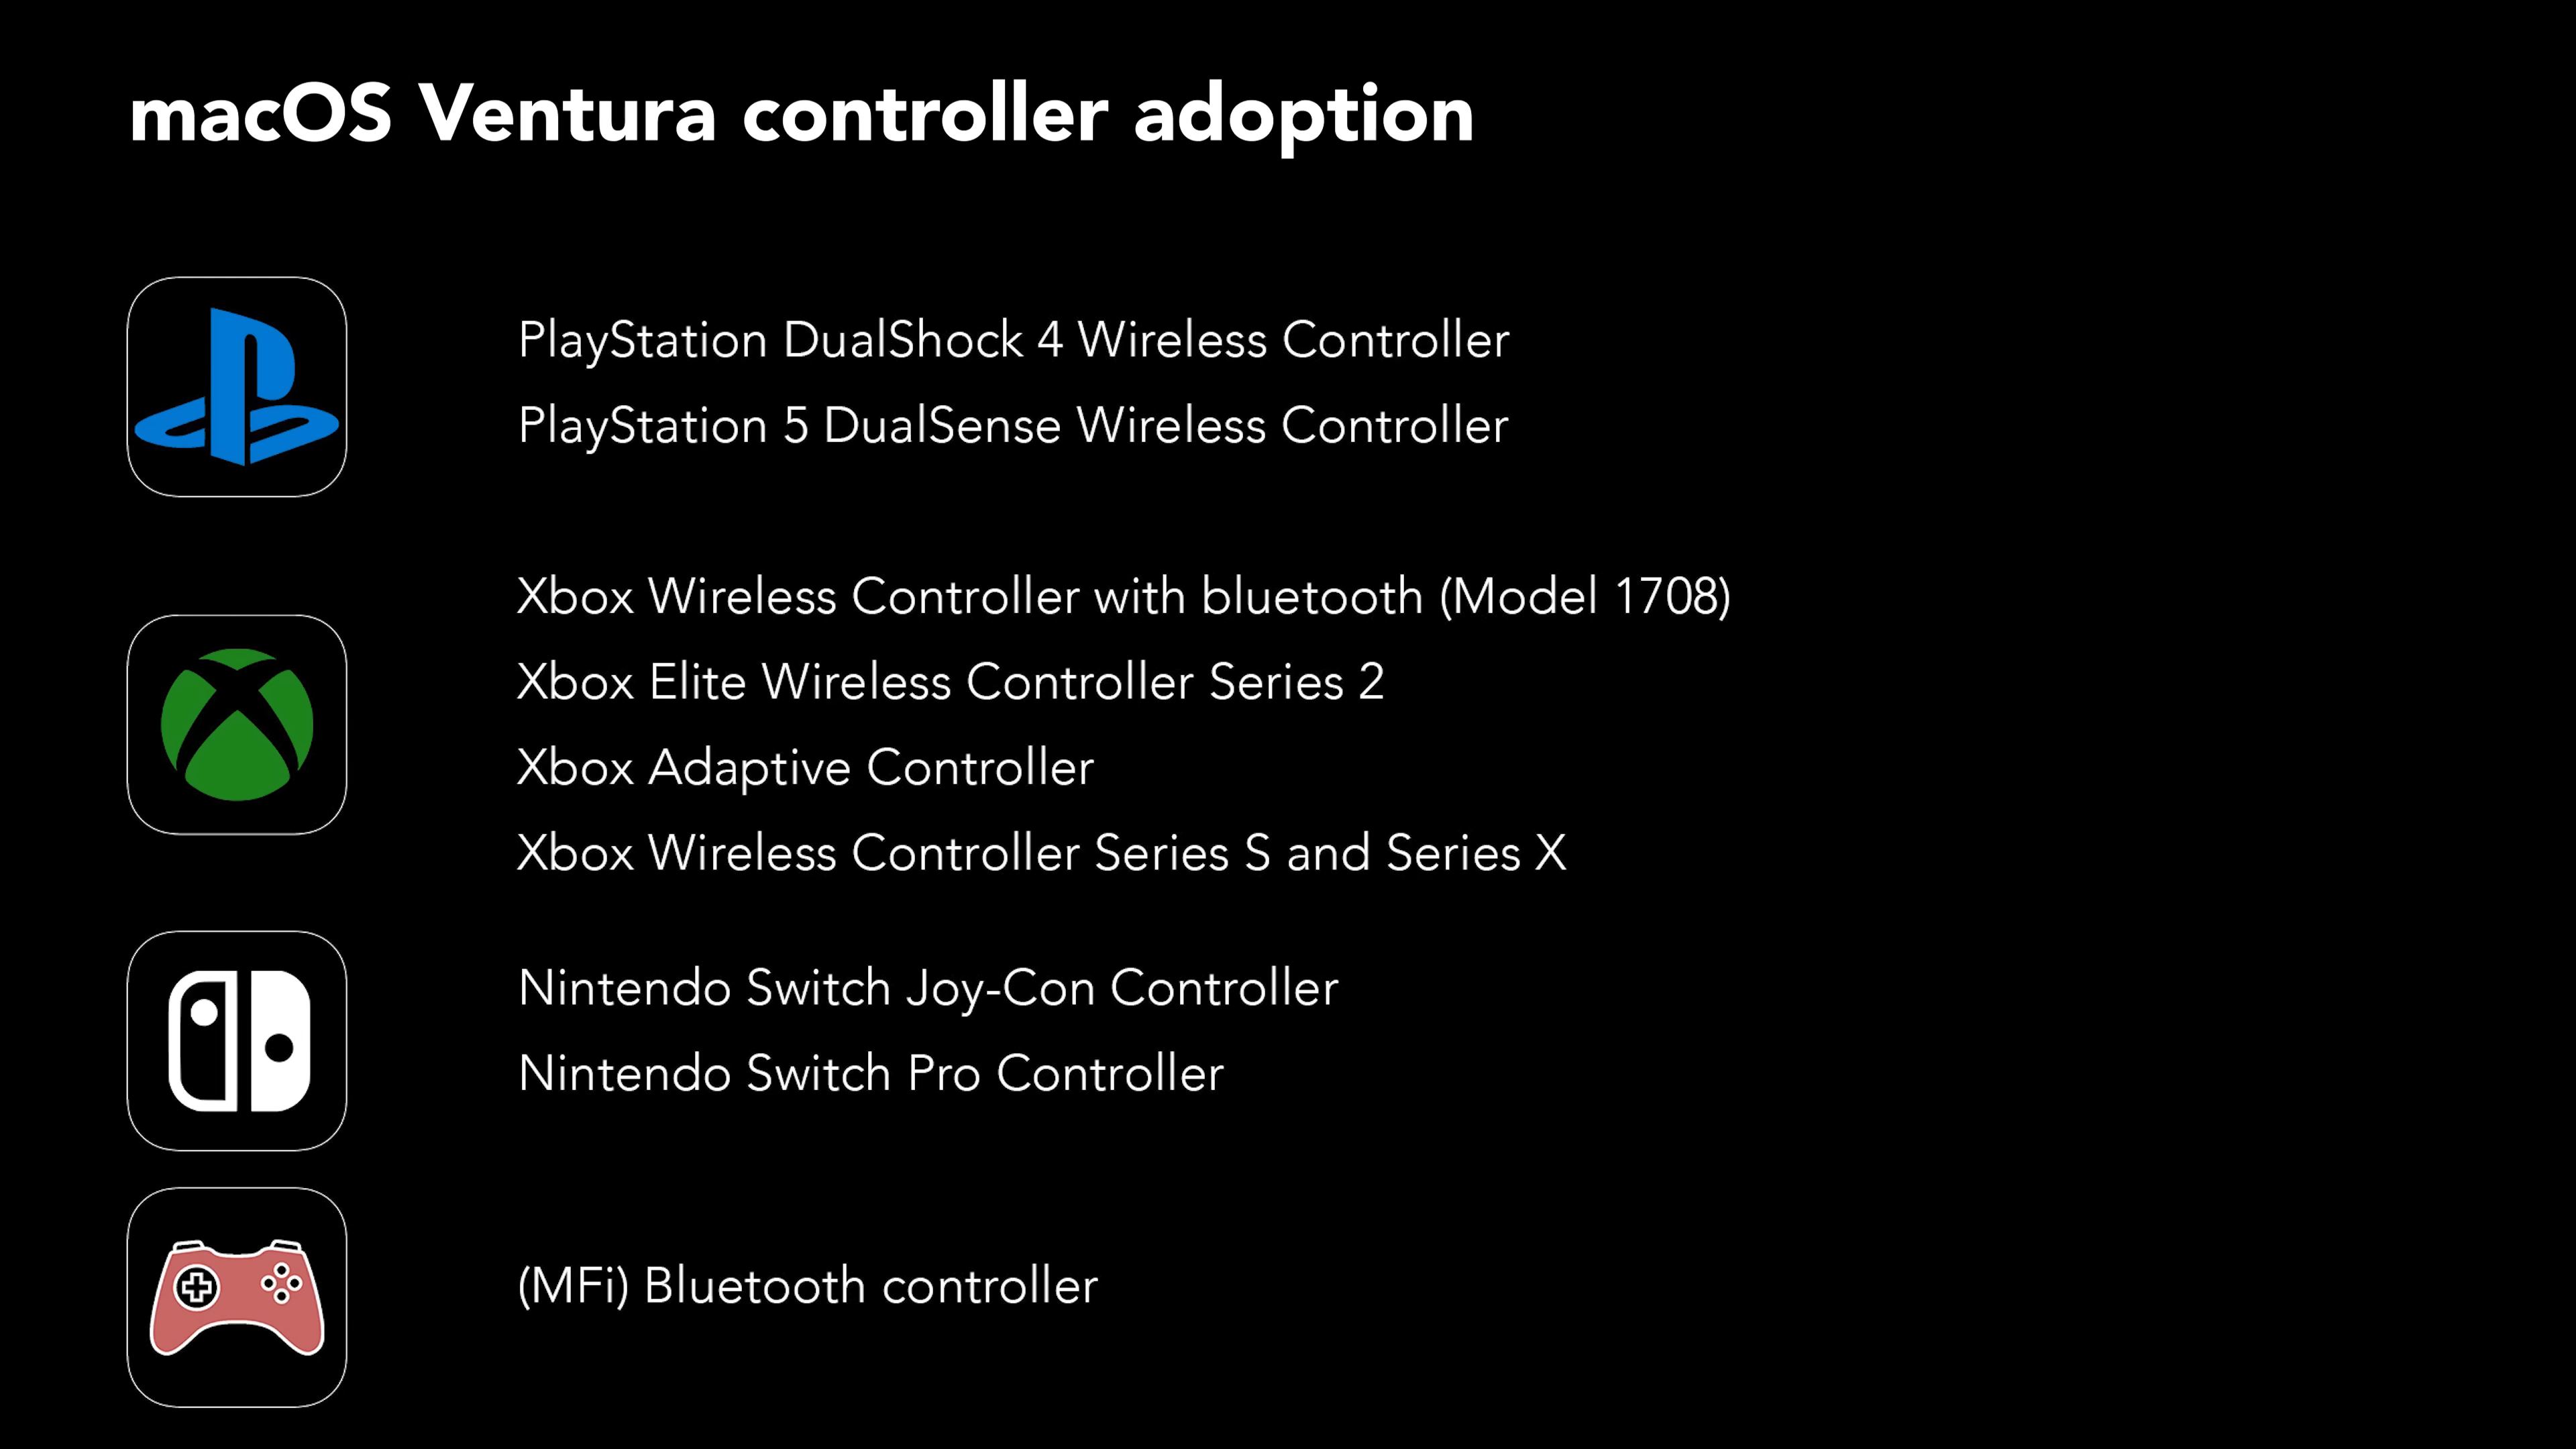 macOS Ventura controller adoption
PlayStation DualShock 4 Wireless Controller
PlayStation 5 DualSense Wireless Controller
Xbox Wireless Controller with bluetooth (Model 1708)
Xbox Elite Wireless Controller Series 2
Xbox Adaptive Controller
Xbox Wireless Controller Series S and Series X
Nintendo Switch Joy-Con Controller
Nintendo Switch Pro Controller
(MFi) Bluetooth controller